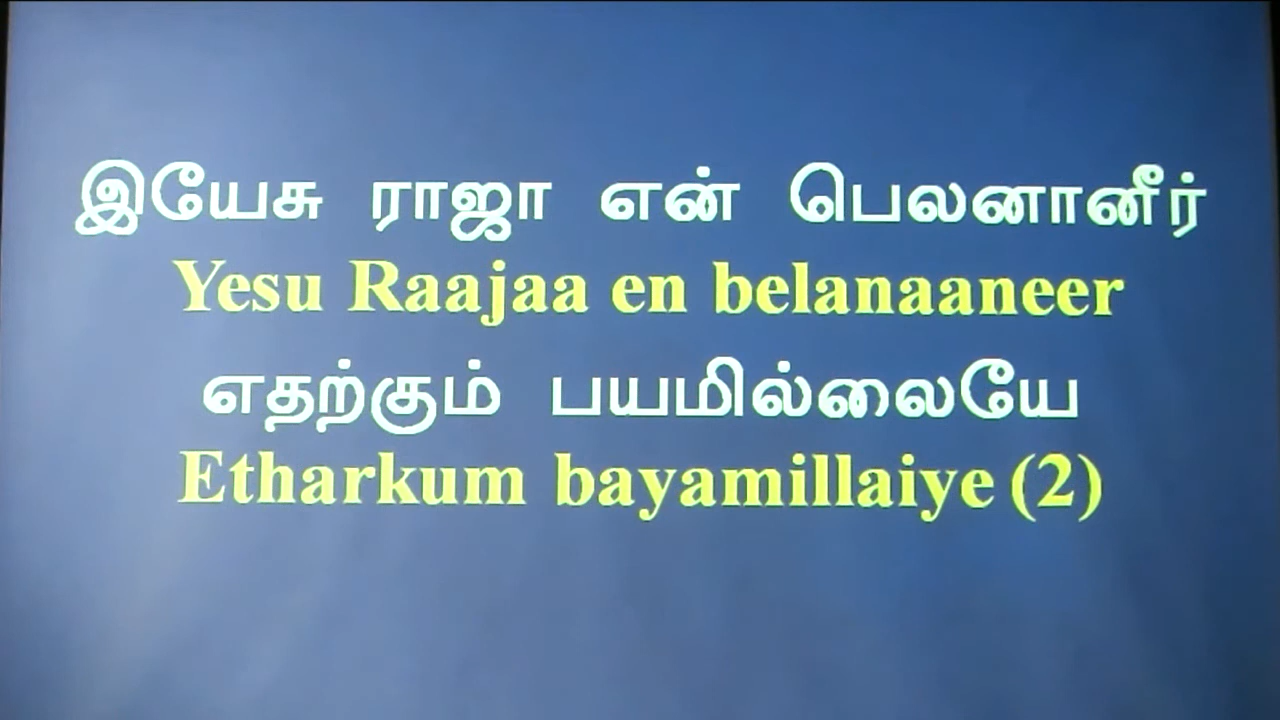 இயேசு ராஜா என் பெலனானீர்
Yesu Raajaa en belanaaneer
எதற்கும் பயமில்லையே
Etharkum bayamillaiye (2)